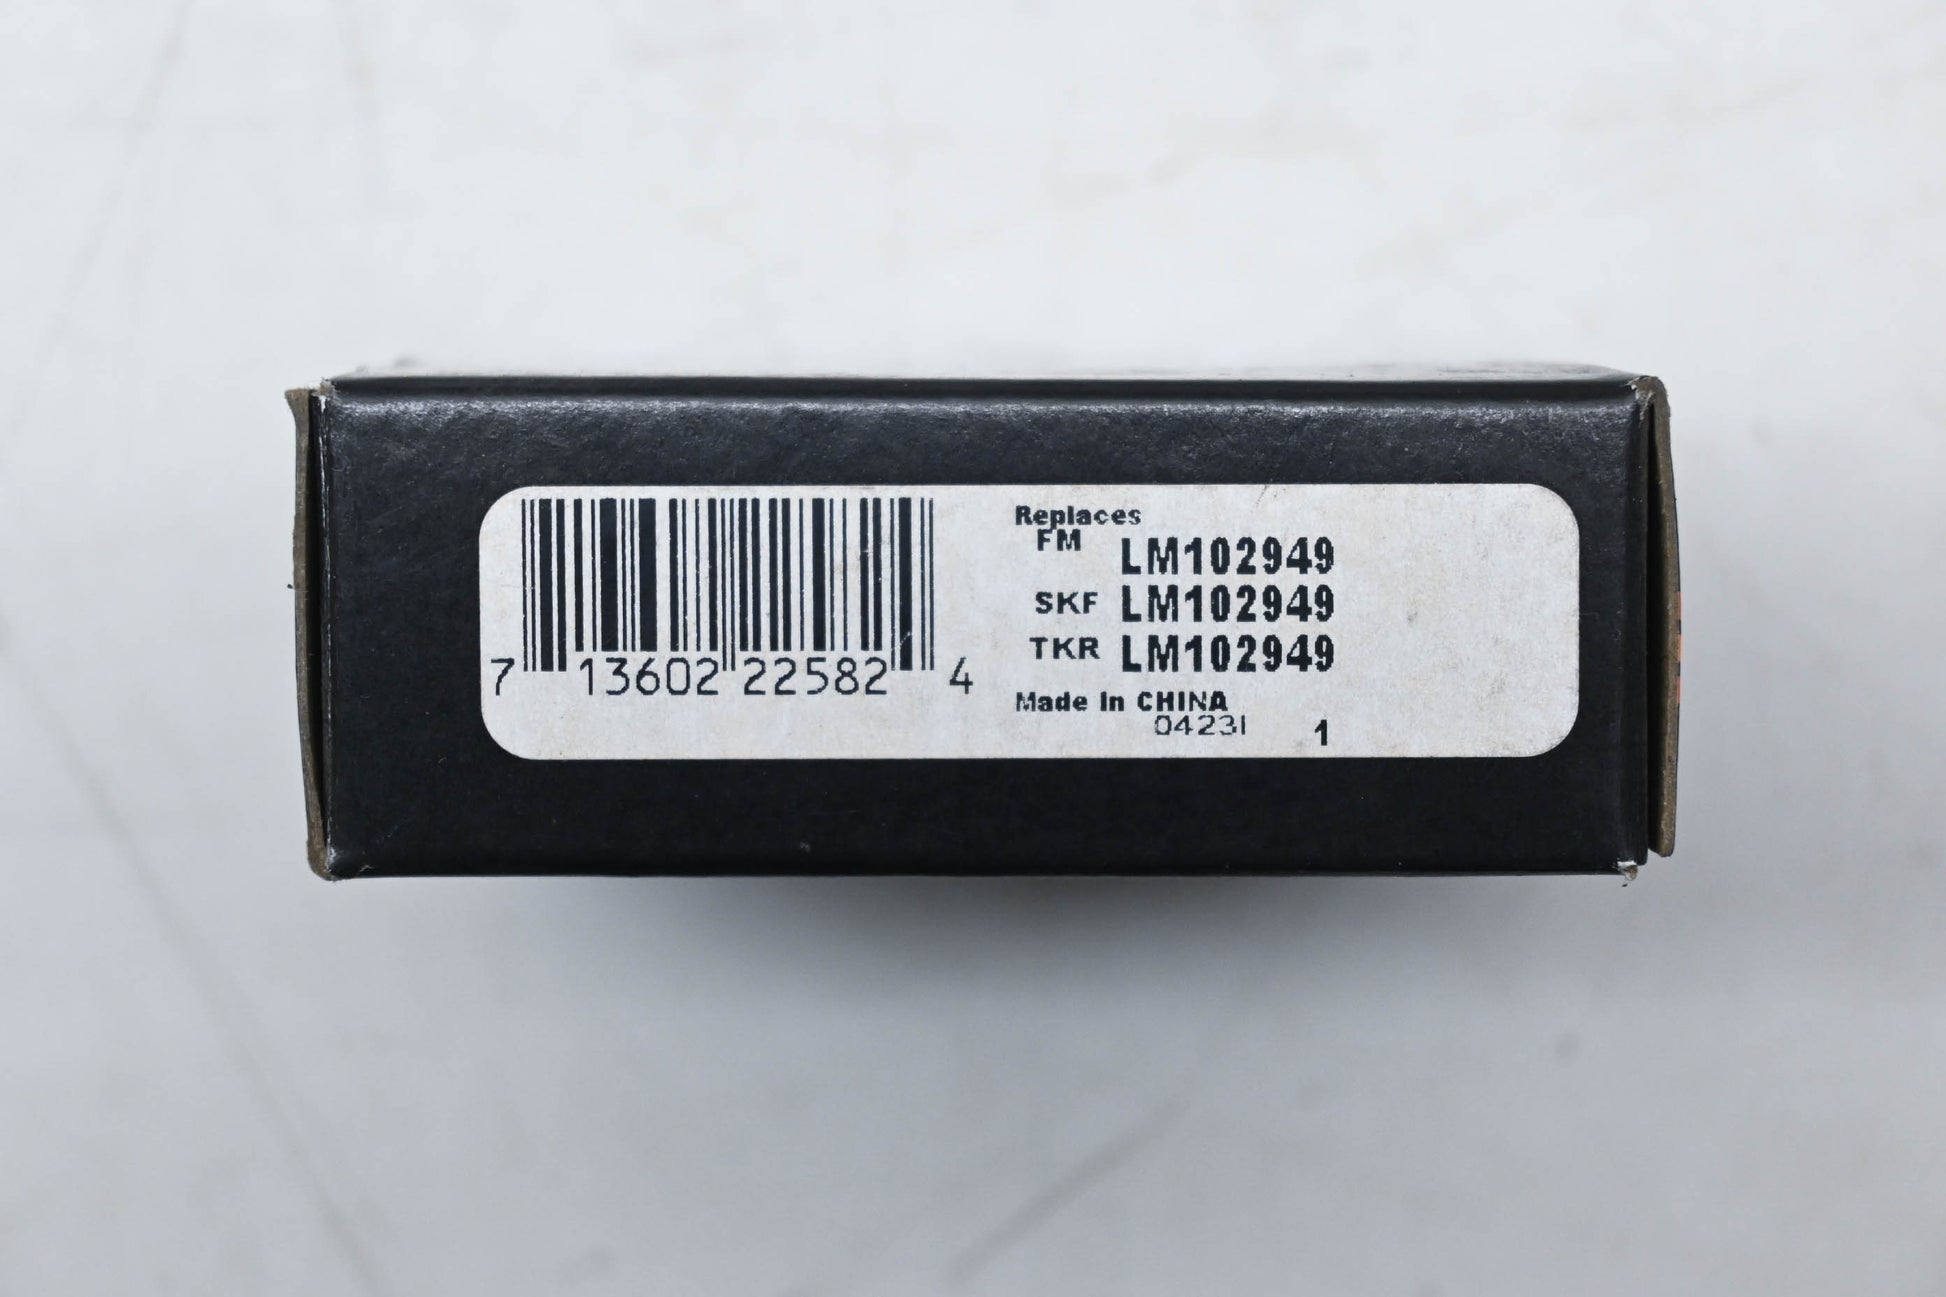 7 13602 22582 4
Replaces
FM LM102949
SKF LM102949
TKR LM102949
Made in CHINA
0423I 1